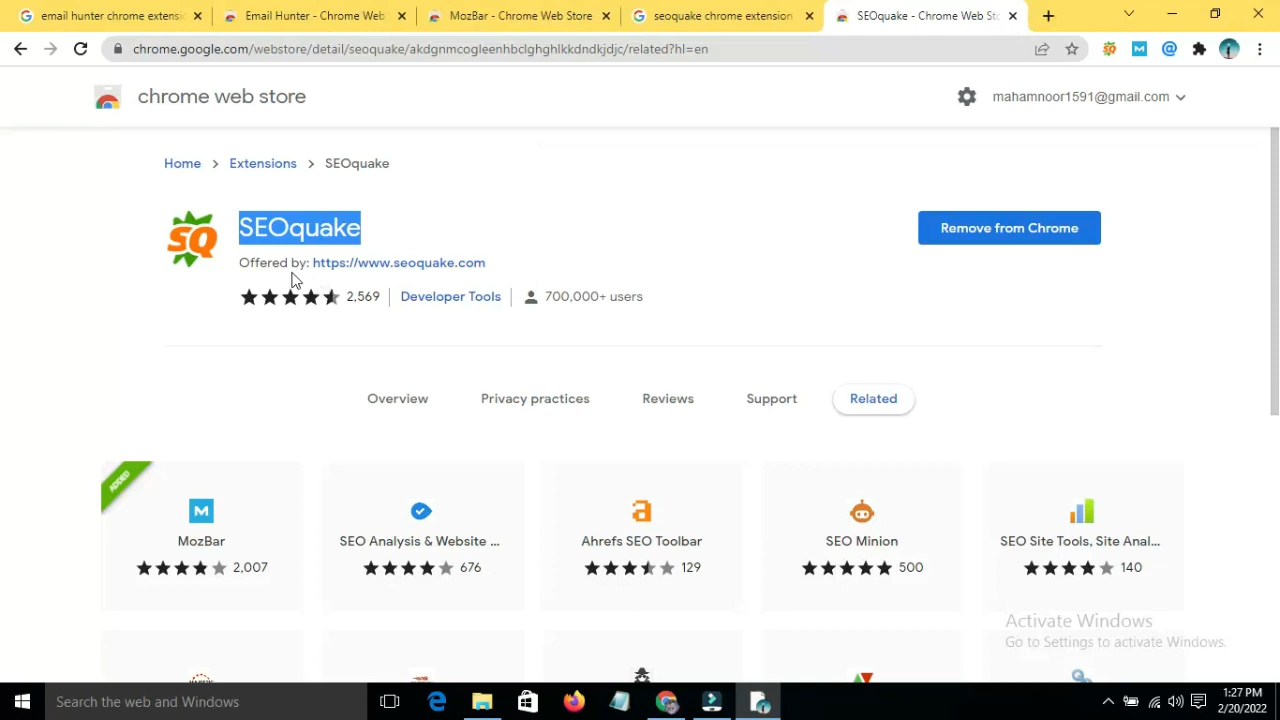 email hunter chrome extensi
Email Hunter - Chrome Web
MozBar - Chrome Web Store
seoquake chrome extension
SEOquake - Chrome Web Sto
chrome.google.com/webstore/detail/seoquake/akdgnmcogleenhbclghghlkkdndkjdjc/related?hl=en
chrome web store
mahamnoor1591@gmail.com
Home > Extensions > SEOquake
SQ
SEOquake
Remove from Chrome
Offered by: https://www.seoquake.com
2,569
Developer Tools
700,000+ users
Overview
Privacy practices
Reviews
Support
Related
ADDED
M
a
MozBar
SEO Analysis & Website ...
Ahrefs SEO Toolbar
SEO Minion
SEO Site Tools, Site Anal...
2,007
676
129
500
140
Activate Windows
Go to Settings to activate Windows.
Search the web and Windows
1:27 PM
2/20/2022